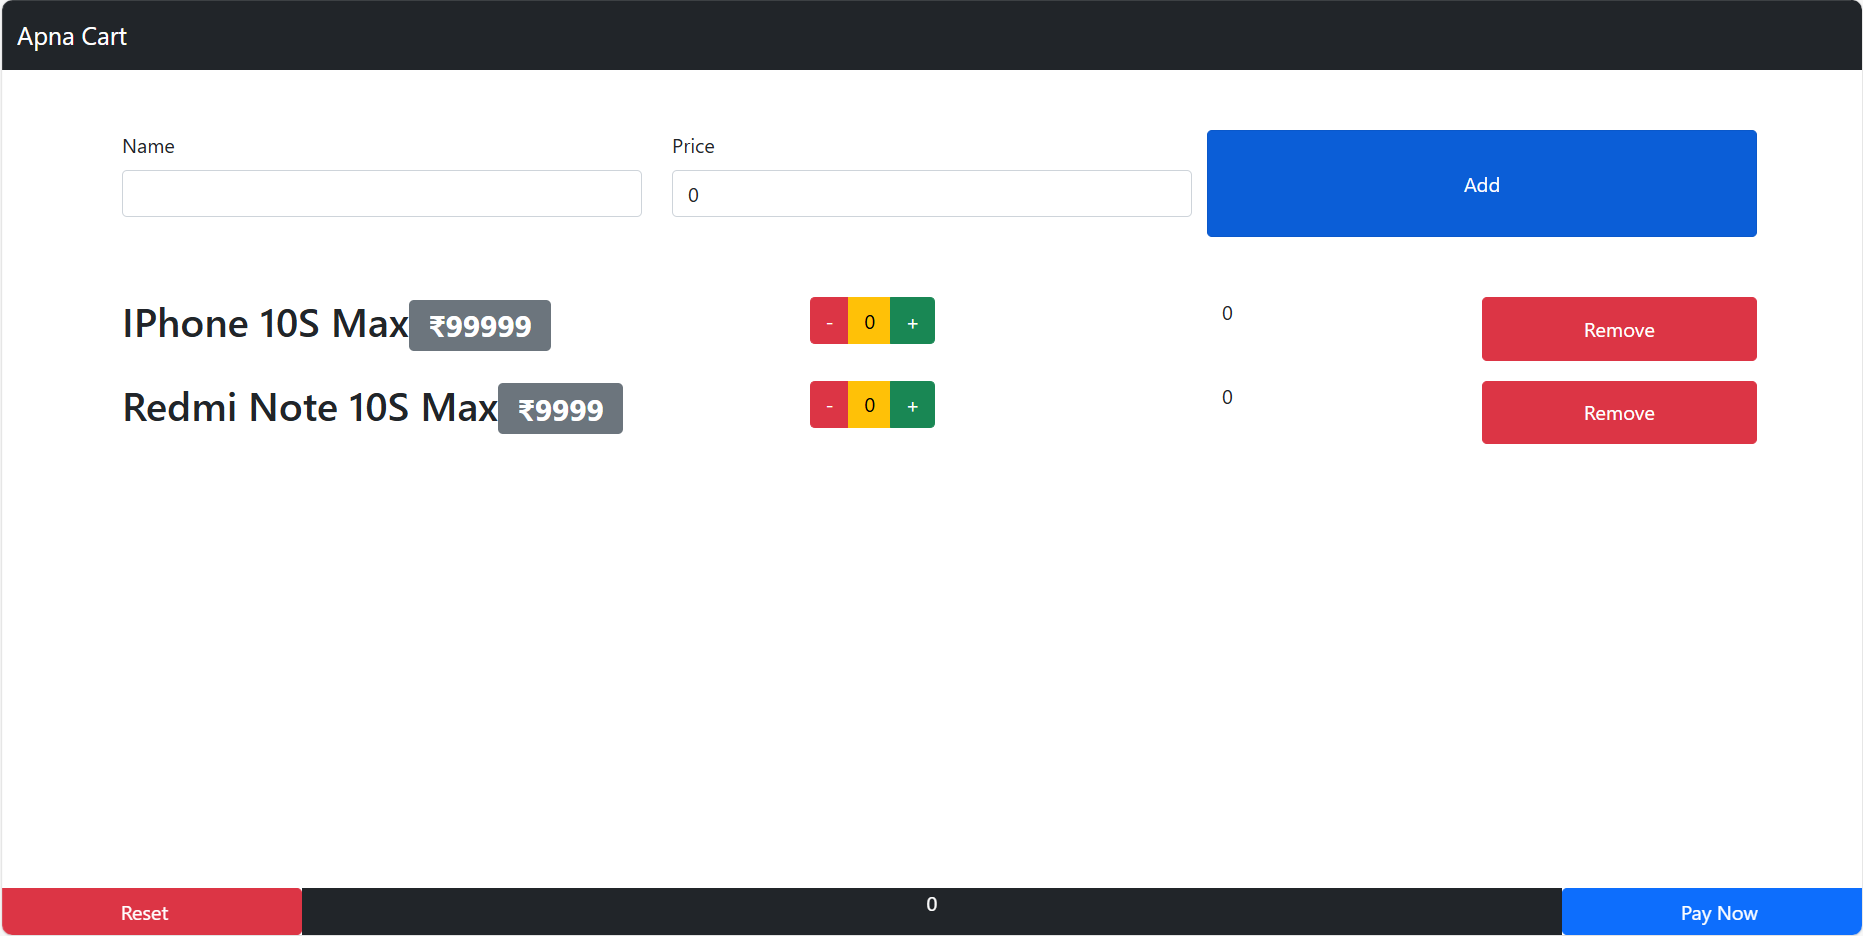 Apna Cart
Name
Price
Add
0
IPhone 10S Max ₹99999 - 0 + 0 Remove
Redmi Note 10S Max ₹9999 - 0 + 0 Remove
Reset 0 Pay Now